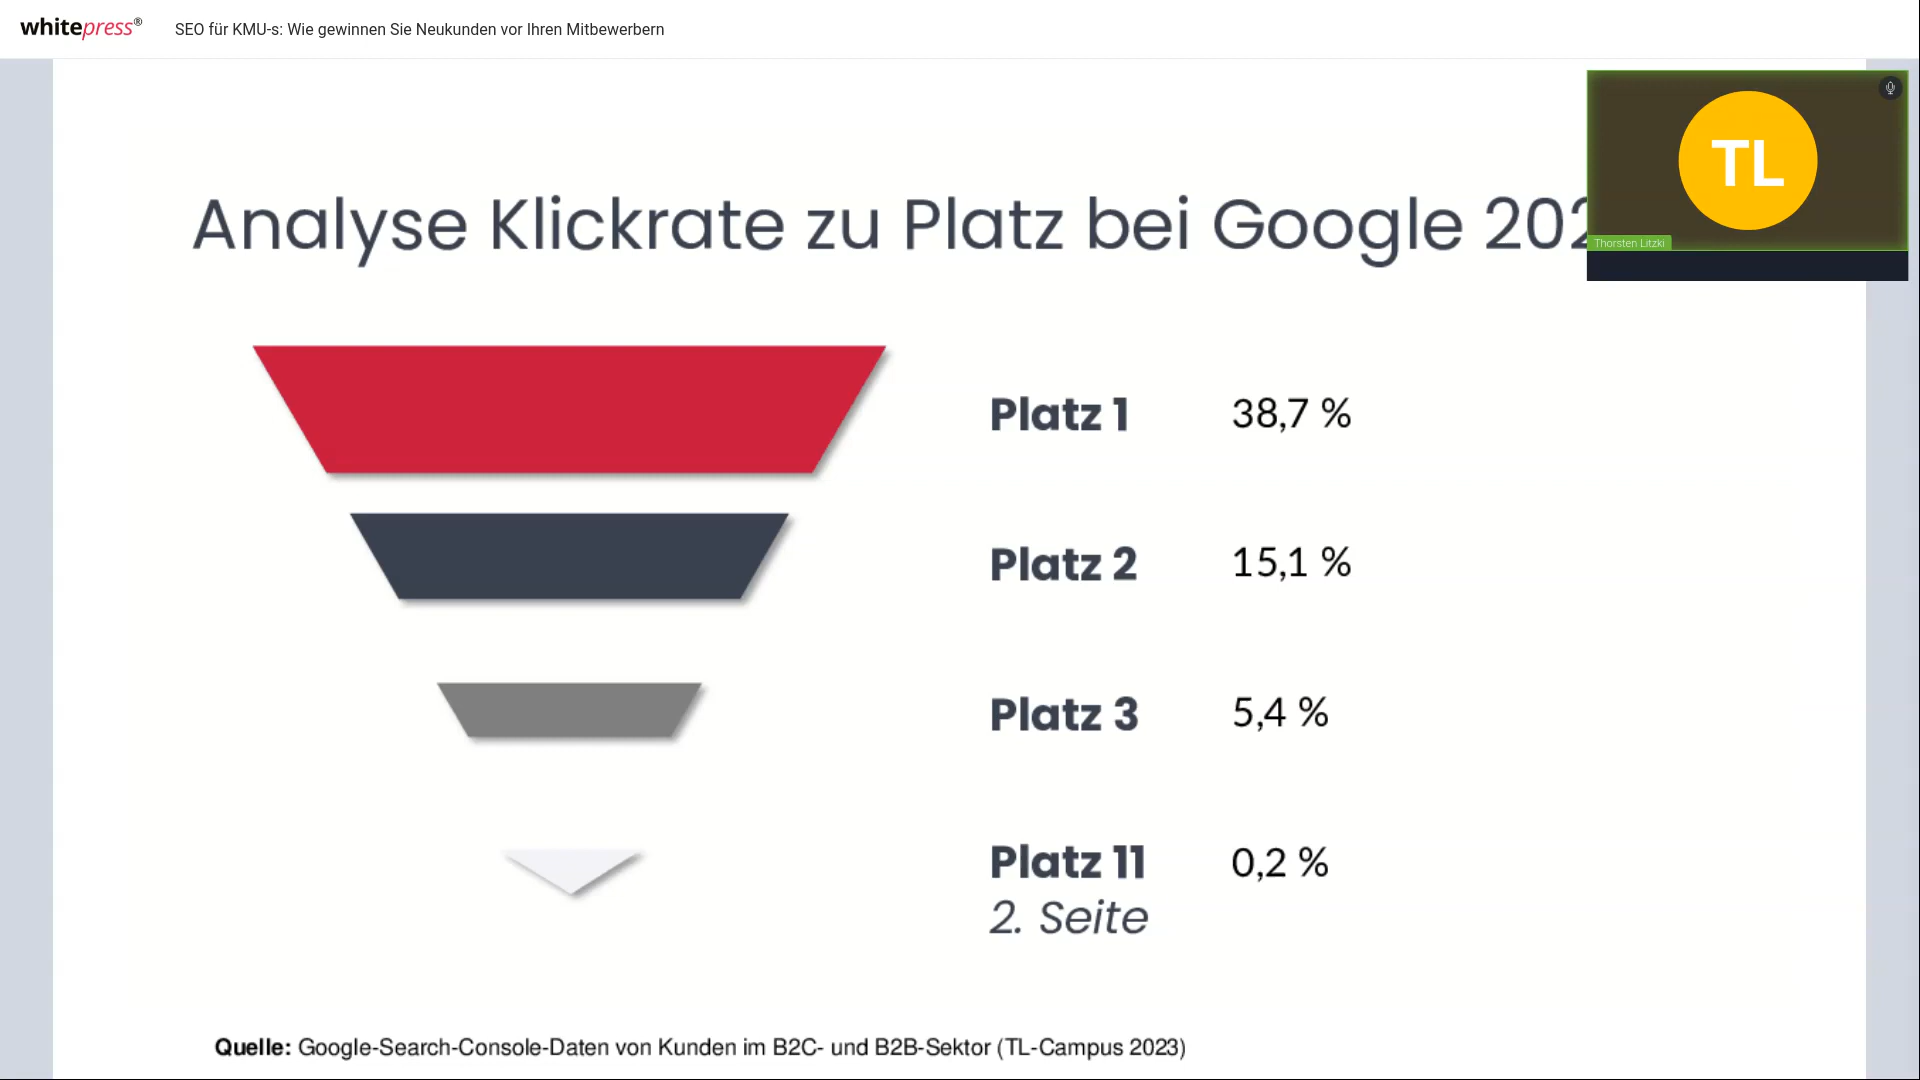 whitepress®
SEO für KMU-s: Wie gewinnen Sie Neukunden vor Ihren Mitbewerbern
TL
Thorsten Litzki
Analyse Klickrate zu Platz bei Google
Platz 1 38,7 %
Platz 2 15,1 %
Platz 3 5,4 %
Platz 11 0,2 %
2. Seite
Quelle: Google-Search-Console-Daten von Kunden im B2C- und B2B-Sektor (TL-Campus 2023)